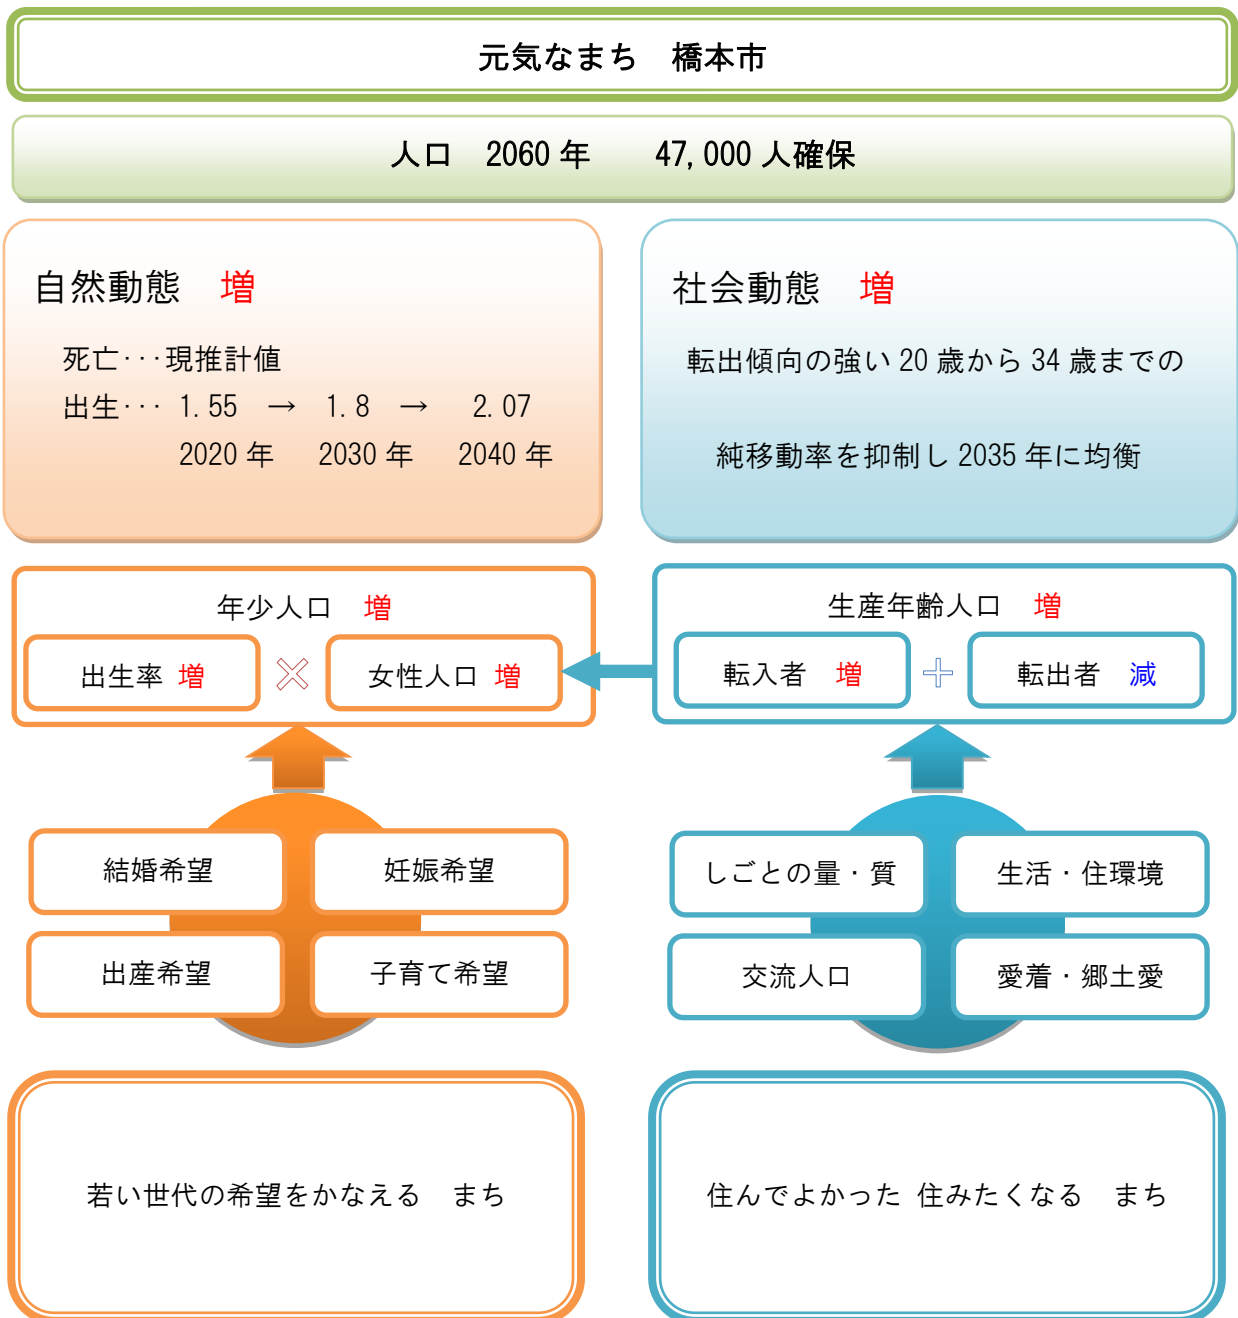 元気なまち　橋本市
人口　2060 年　　47,000 人確保
自然動態　増
死亡･･･現推計値
出生･･･ 1.55　→　1.8　→　2.07
2020 年　2030 年　2040 年
社会動態　増
転出傾向の強い 20 歳から 34 歳までの
純移動率を抑制し 2035 年に均衡
年少人口　増
出生率 増
女性人口 増
生産年齢人口　増
転入者　増
転出者　減
結婚希望
妊娠希望
出産希望
子育て希望
しごとの量・質
生活・住環境
交流人口
愛着・郷土愛
若い世代の希望をかなえる　まち
住んでよかった 住みたくなる　まち